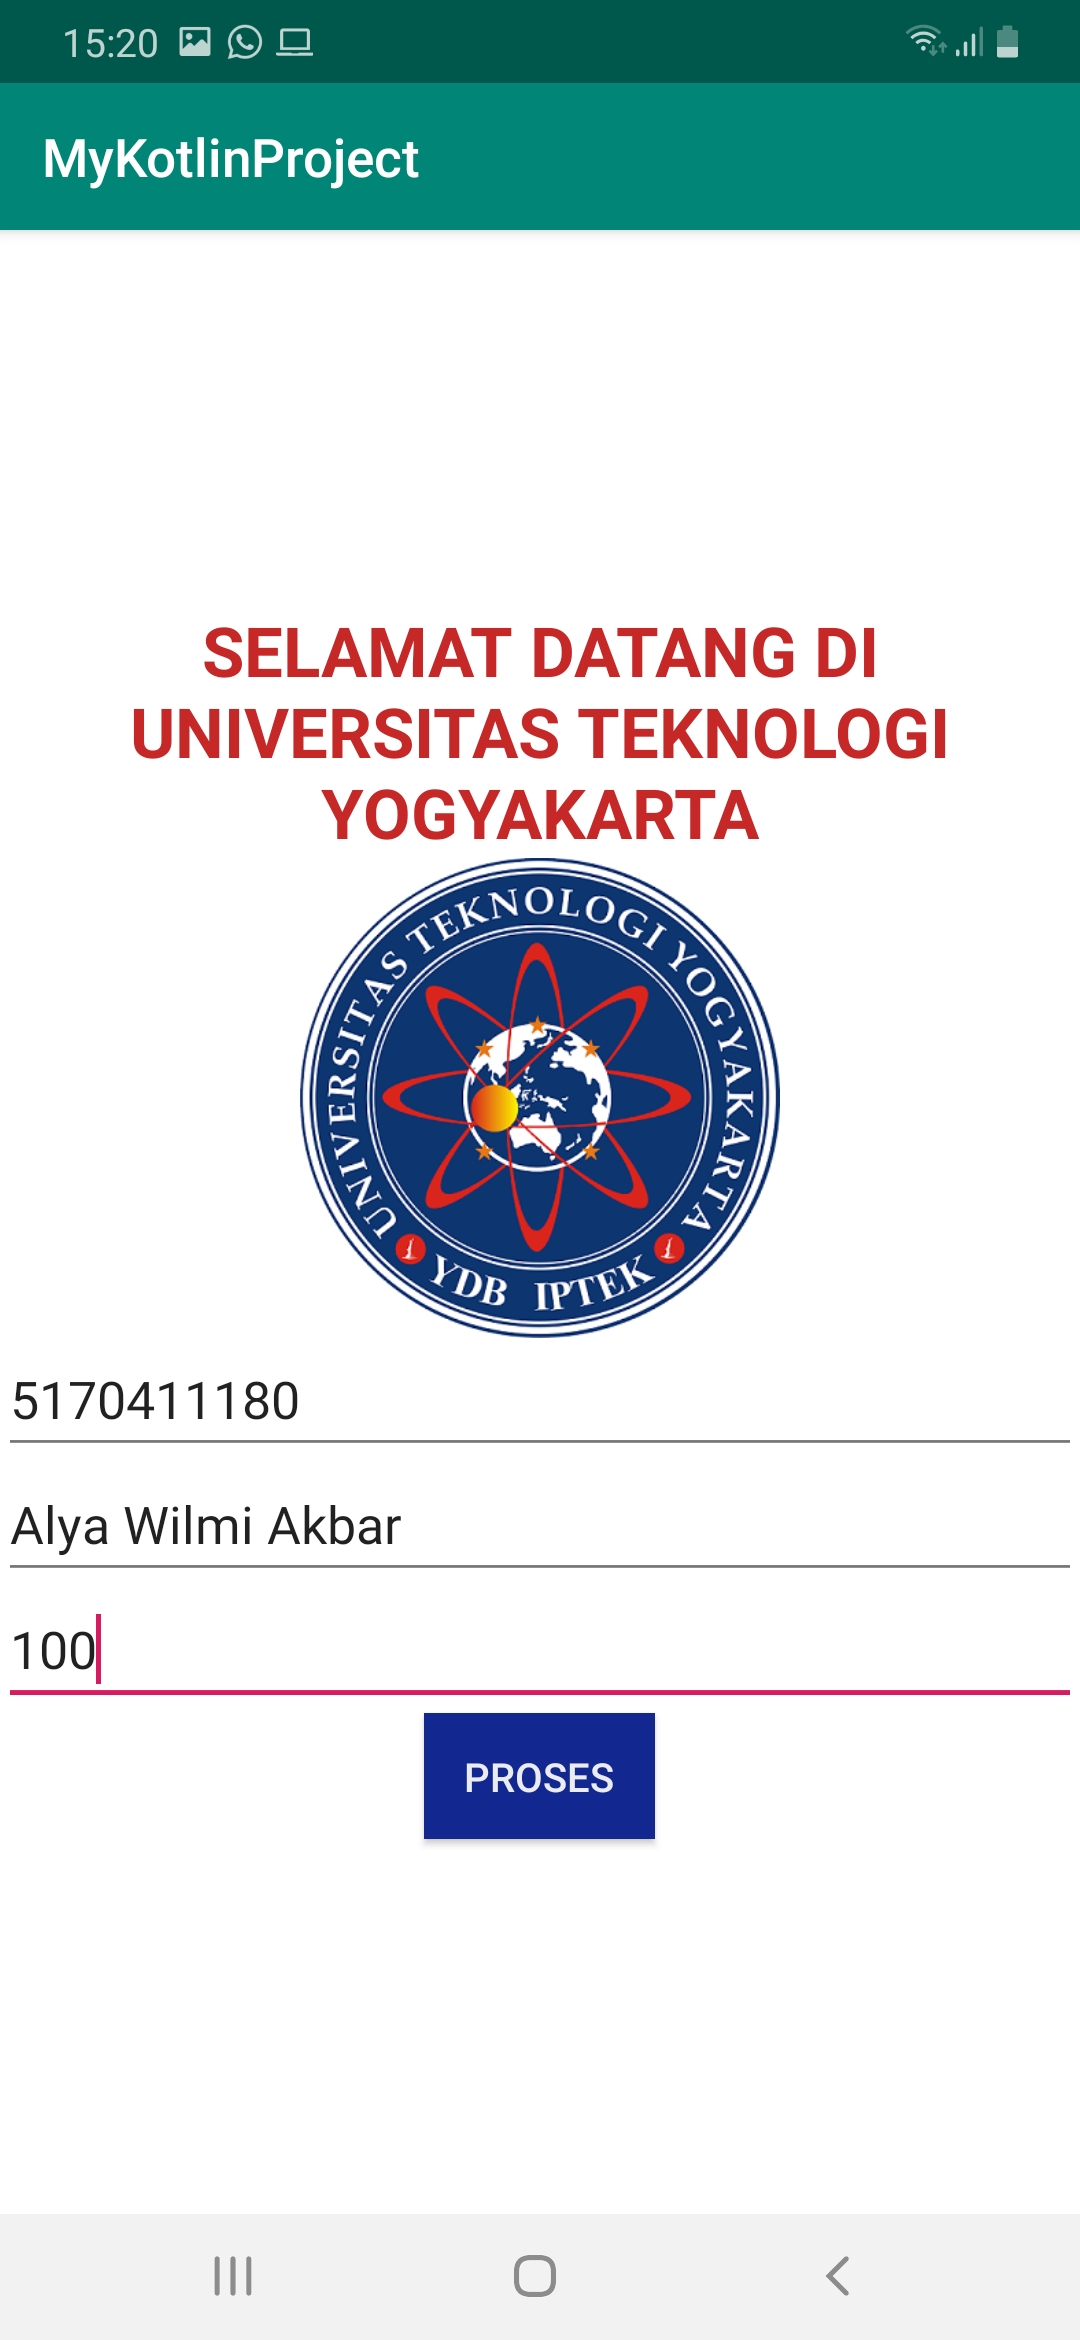 15:20
MyKotlinProject
SELAMAT DATANG DI
UNIVERSITAS TEKNOLOGI
YOGYAKARTA
UNIVERSITAS TEKNOLOGI YOGYAKARTA
YDB IPTEK
5170411180
Alya Wilmi Akbar
100
PROSES